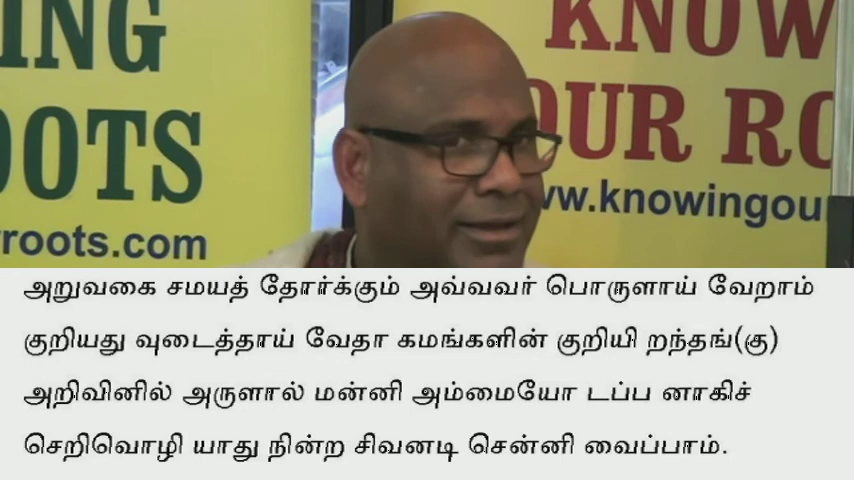 ING
OOTS
roots.com
KNOW
OUR RO
ww.knowingou
அறுவகை சமயத் தோர்க்கும் அவ்வவர் பொருளாய் வேறாம்
குறியது வுடைத்தாய் வேதா கமங்களின் குறியி றந்தங்(கு)
அறிவினில் அருளால் மன்னி அம்மையோ டப்ப னாகிச்
செறிவொழி யாது நின்ற சிவனடி சென்னி வைப்பாம்.